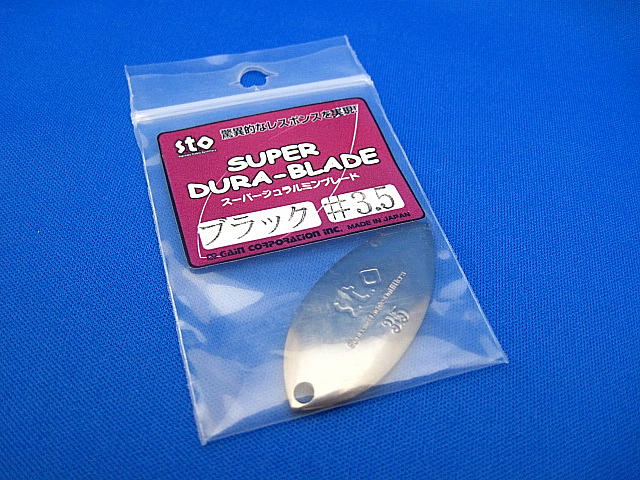 sto
驚異的なレスポンスを実現!
SUPER
DURA-BLADE
スーパージュラルミンブレード
ブラック
#3.5
GAIN CORPORATION INC. MADE IN JAPAN
sto
3.5